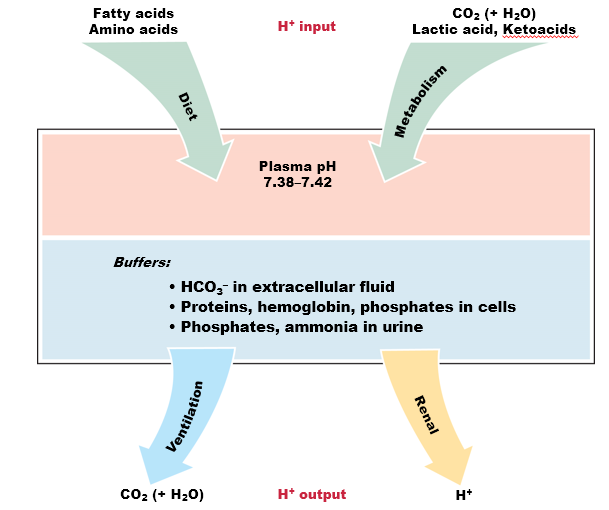 Fatty acids
Amino acids
H⁺ input
CO₂ (+ H₂O)
Lactic acid, Ketoacids
Diet
Metabolism
Plasma pH
7.38–7.42
Buffers:
• HCO₃⁻ in extracellular fluid
• Proteins, hemoglobin, phosphates in cells
• Phosphates, ammonia in urine
Ventilation
Renal
CO₂ (+ H₂O)
H⁺ output
H⁺